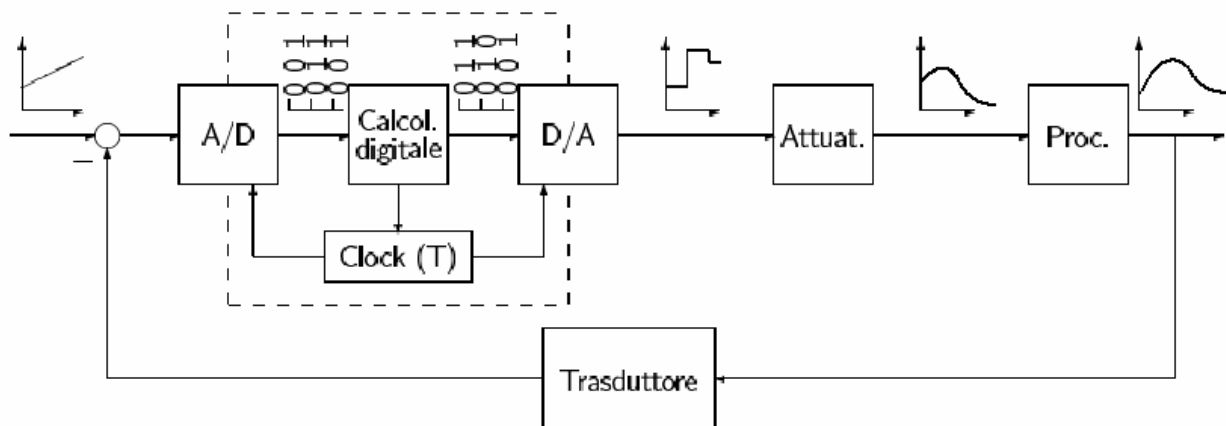 A/D
Calcol.
digitale
D/A
Attuat.
Proc.
−
Clock (T)
Trasduttore